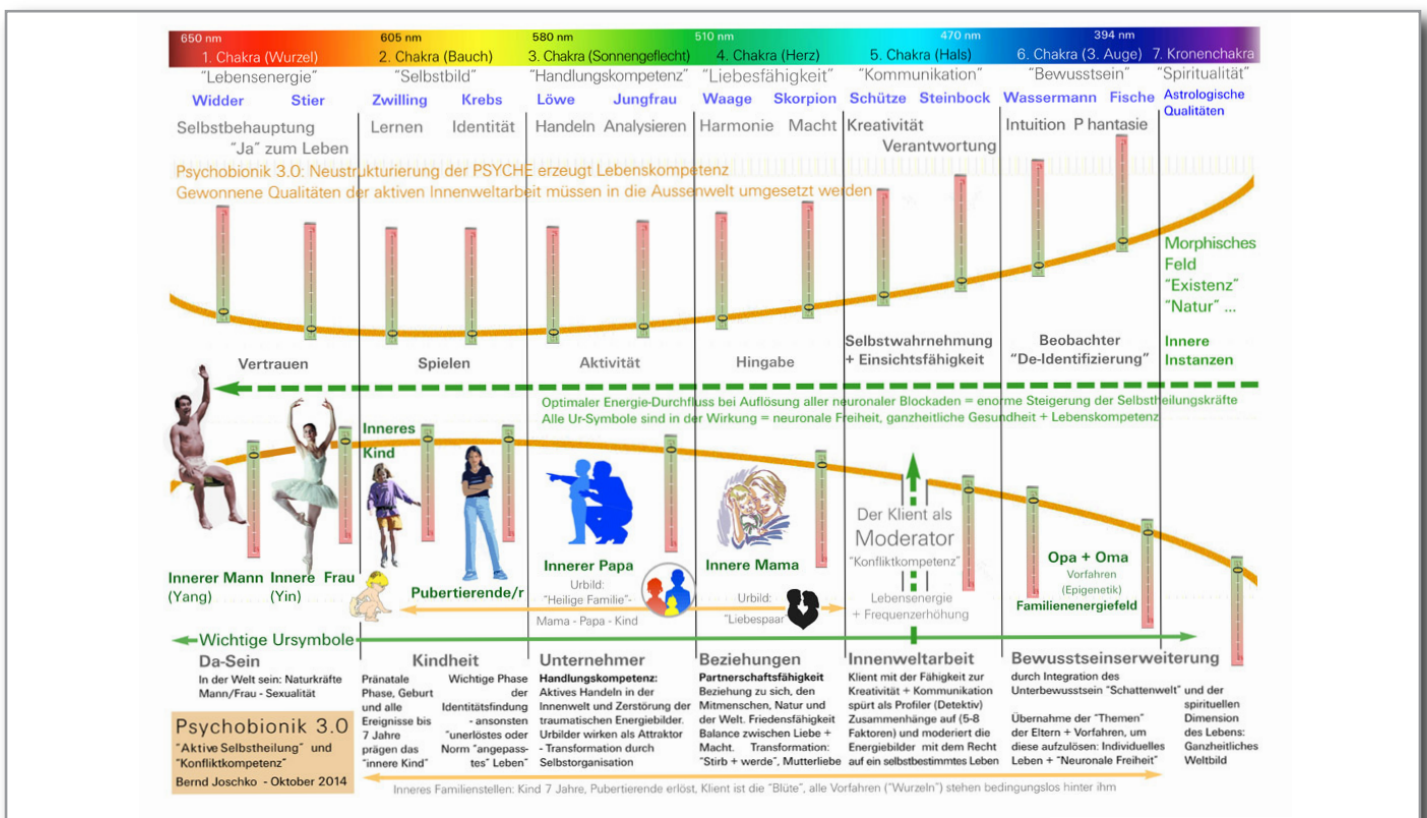 650 nm 605 nm 580 nm 510 nm 470 nm 394 nm
1. Chakra (Wurzel) 2. Chakra (Bauch) 3. Chakra (Sonnengeflecht) 4. Chakra (Herz) 5. Chakra (Hals) 6. Chakra (3. Auge) 7. Kronenchakra
"Lebensenergie" "Selbstbild" "Handlungskompetenz" "Liebesfähigkeit" "Kommunikation" "Bewusstsein" "Spiritualität"
Widder Stier Zwilling Krebs Löwe Jungfrau Waage Skorpion Schütze Steinbock Wassermann Fische Astrologische
Qualitäten
Selbstbehauptung Lernen Identität Handeln Analysieren Harmonie Macht Kreativität Intuition P hantasie
"Ja" zum Leben Verantwortung
Psychobionik 3.0: Neustrukturierung der PSYCHE erzeugt Lebenskompetenz
Gewonnene Qualitäten der aktiven Innenweltarbeit müssen in die Aussenwelt umgesetzt werden
Morphisches
Feld
"Existenz"
"Natur" ...
Vertrauen Spielen Aktivität Hingabe
Selbstwahrnehmung
+ Einsichtsfähigkeit
Beobachter
"De-Identifizierung"
Innere
Instanzen
Optimaler Energie-Durchfluss bei Auflösung aller neuronaler Blockaden = enorme Steigerung der Selbstheilungskräfte
Alle Ur-Symbole sind in der Wirkung = neuronale Freiheit, ganzheitliche Gesundheit + Lebenskompetenz
Inneres
Kind
Innerer Mann
(Yang)
Innere Frau
(Yin)
Pubertierende/r
Innerer Papa
Urbild:
"Heilige Familie"-
Mama - Papa - Kind
Innere Mama
Urbild:
"Liebespaar"
Der Klient als
Moderator
"Konfliktkompetenz"
Lebensenergie
+ Frequenzerhöhung
Opa + Oma
Vorfahren
(Epigenetik)
Familienenergiefeld
Wichtige Ursymbole
Da-Sein
In der Welt sein: Naturkräfte
Mann/Frau - Sexualität
Psychobionik 3.0
"Aktive Selbstheilung" und
"Konfliktkompetenz"
Bernd Joschko - Oktober 2014
Kindheit
Pränatale
Phase, Geburt
und alle
Ereignisse bis
7 Jahre
prägen das
"innere Kind"
Wichtige Phase
der
Identitätsfindung
- ansonsten
"unerlöstes oder
Norm "angepass-
tes" Leben"
Unternehmer
Handlungskompetenz:
Aktives Handeln in der
Innenwelt und Zerstörung der
traumatischen Energiebilder.
Urbilder wirken als Attraktor
- Transformation durch
Selbstorganisation
Beziehungen
Partnerschaftsfähigkeit
Beziehung zu sich, den
Mitmenschen, Natur und
der Welt. Friedensfähigkeit
Balance zwischen Liebe +
Macht. Transformation:
"Stirb + werde", Mutterliebe
Innenweltarbeit
Klient mit der Fähigkeit zur
Kreativität + Kommunikation
spürt als Profiler (Detektiv)
Zusammenhänge auf (5-8
Faktoren) und moderiert die
Energiebilder mit dem Recht
auf ein selbstbestimmtes Leben
Bewusstseinserweiterung
durch Integration des
Unterbewusstsein "Schattenwelt" und der
Übernahme der "Themen"
der Eltern + Vorfahren, um
diese aufzulösen: Individuelles
Leben + "Neuronale Freiheit"
spirituellen
Dimension
des Lebens:
Ganzheitliches
Weltbild
Inneres Familienstellen: Kind 7 Jahre, Pubertierende erlöst, Klient ist die "Blüte", alle Vorfahren ("Wurzeln") stehen bedingungslos hinter ihm